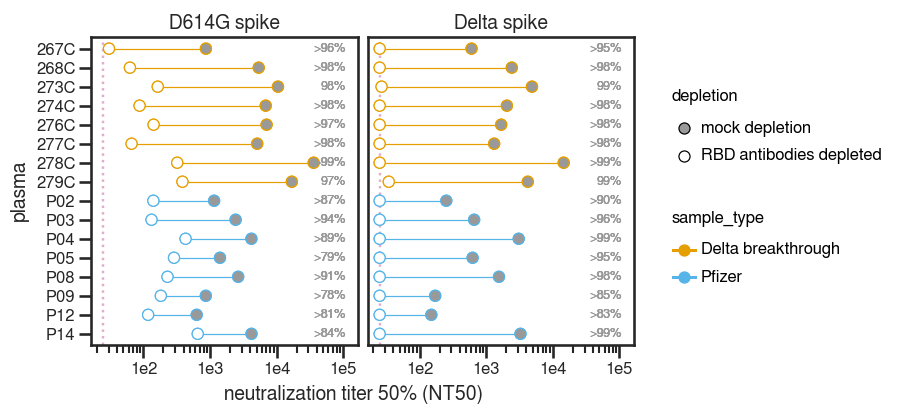 D614G spike Delta spike
267C >96% >95%
268C >98% >98%
273C 98% 99%
274C >98% >98%
276C >97% >98%
277C >98% >98%
278C 99% >99%
279C 97% 99%
P02 >87% >90%
P03 >94% >96%
P04 >89% >99%
P05 >79% >95%
P08 >91% >98%
P09 >78% >85%
P12 >81% >83%
P14 >84% >99%
plasma
1e2 1e3 1e4 1e5 1e2 1e3 1e4 1e5
neutralization titer 50% (NT50)
depletion
mock depletion
RBD antibodies depleted
sample_type
Delta breakthrough
Pfizer